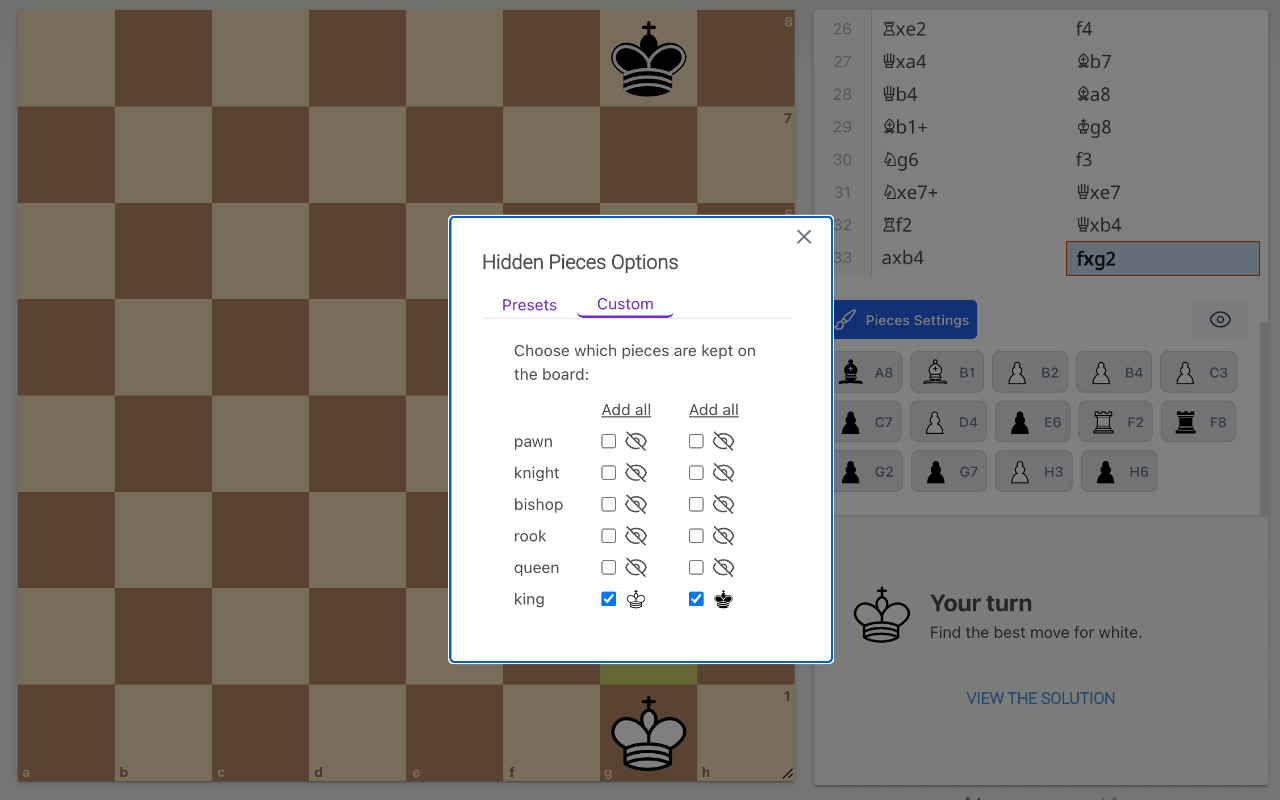 8
7
6
1
a b c d e f g h
26 ♖xe2 f4
27 ♕xa4 ♗b7
28 ♕b4 ♗a8
29 ♗b1+ ♔g8
30 ♘g6 f3
31 ♘xe7+ ♕xe7
32 ♖f2 ♕xb4
33 axb4 fxg2
Pieces Settings
A8 B1 B2 B4 C3
C7 D4 E6 F2 F8
G2 G7 H3 H6
Your turn
Find the best move for white.
VIEW THE SOLUTION
Hidden Pieces Options
Presets Custom
Choose which pieces are kept on
the board:
Add all Add all
pawn
knight
bishop
rook
queen
king